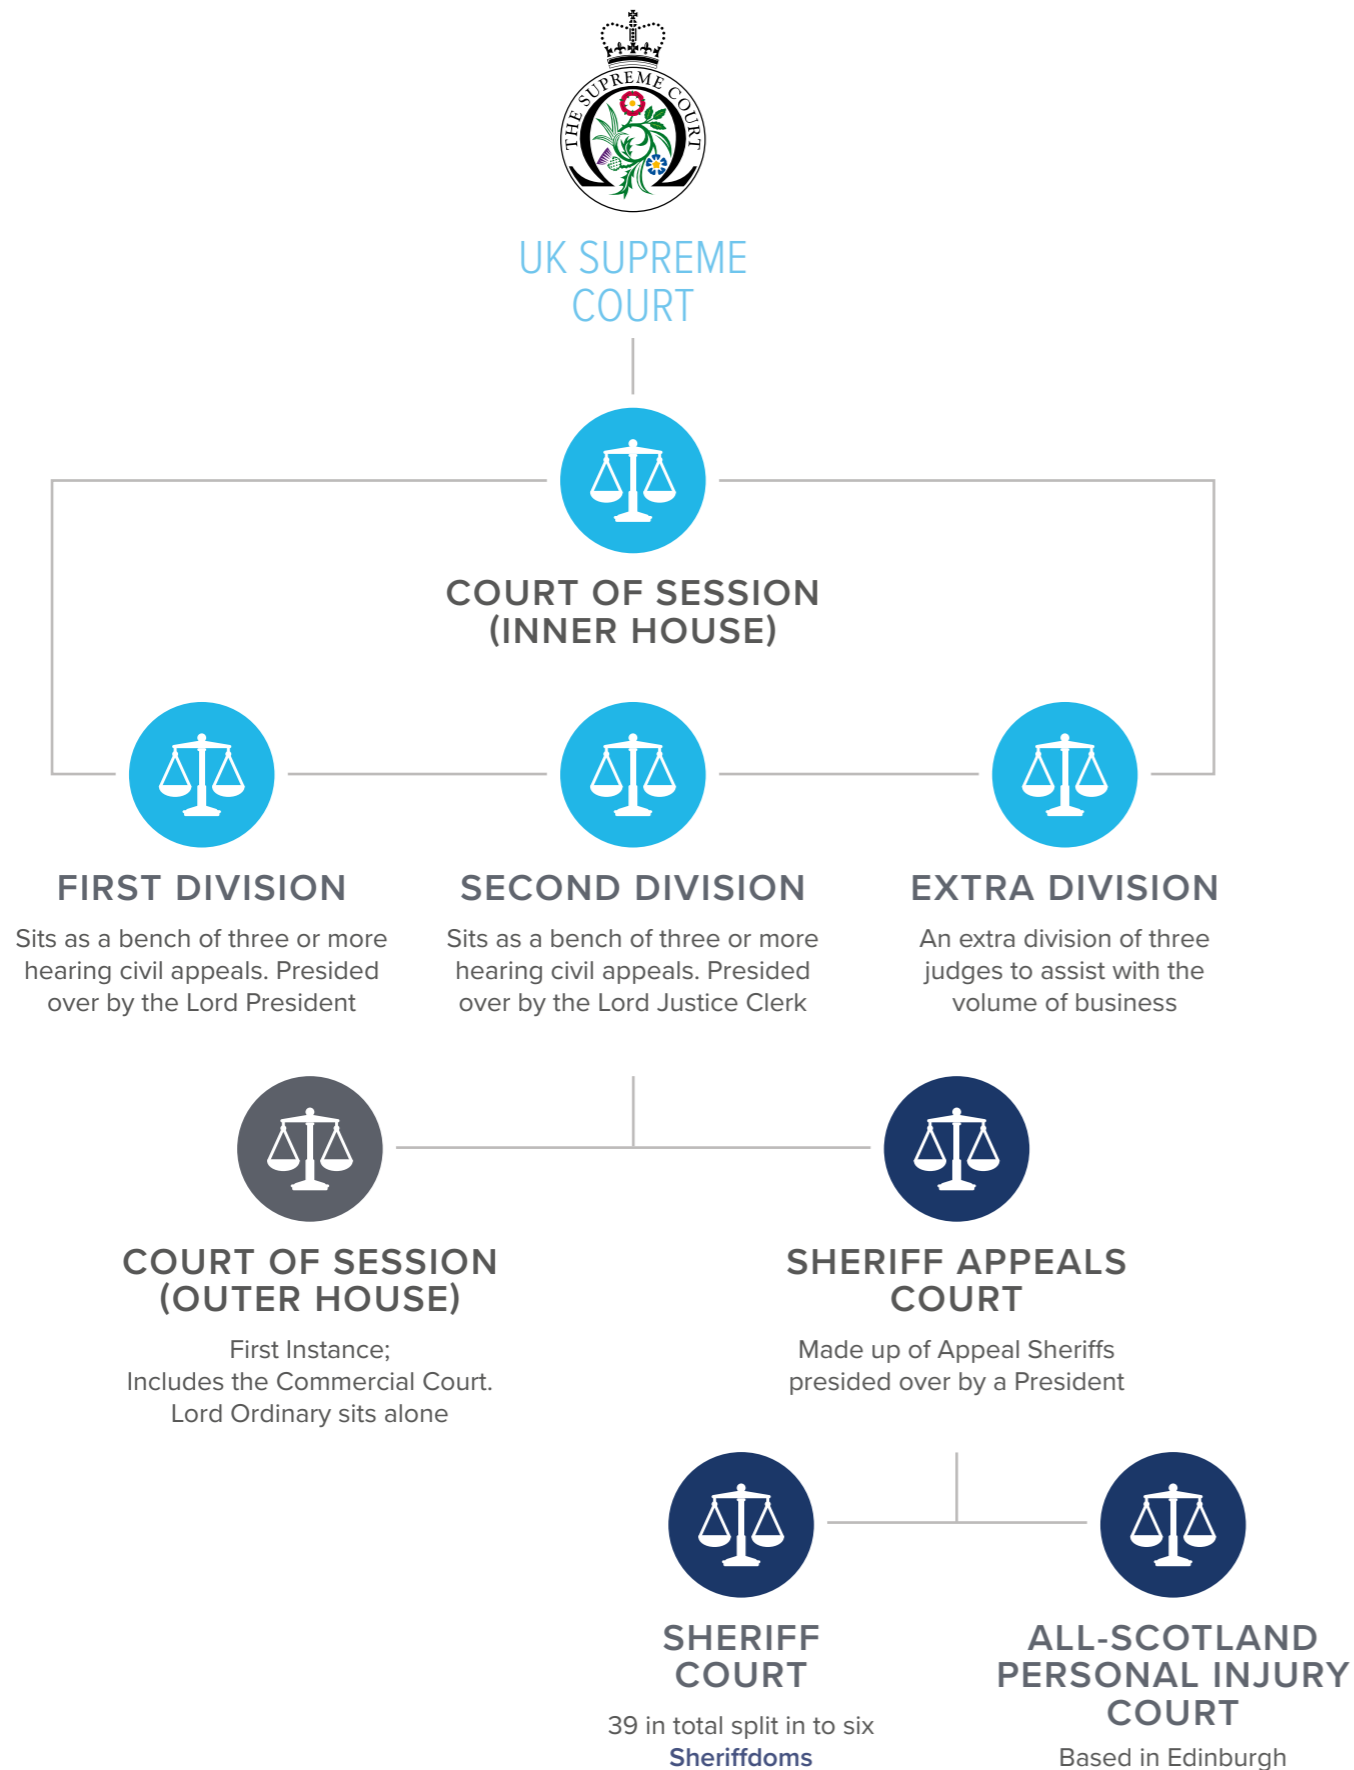 THE SUPREME COURT
UK SUPREME
COURT
COURT OF SESSION
(INNER HOUSE)
FIRST DIVISION
Sits as a bench of three or more
hearing civil appeals. Presided
over by the Lord President
SECOND DIVISION
Sits as a bench of three or more
hearing civil appeals. Presided
over by the Lord Justice Clerk
EXTRA DIVISION
An extra division of three
judges to assist with the
volume of business
COURT OF SESSION
(OUTER HOUSE)
First Instance;
Includes the Commercial Court.
Lord Ordinary sits alone
SHERIFF APPEALS
COURT
Made up of Appeal Sheriffs
presided over by a President
SHERIFF
COURT
39 in total split in to six
Sheriffdoms
ALL-SCOTLAND
PERSONAL INJURY
COURT
Based in Edinburgh